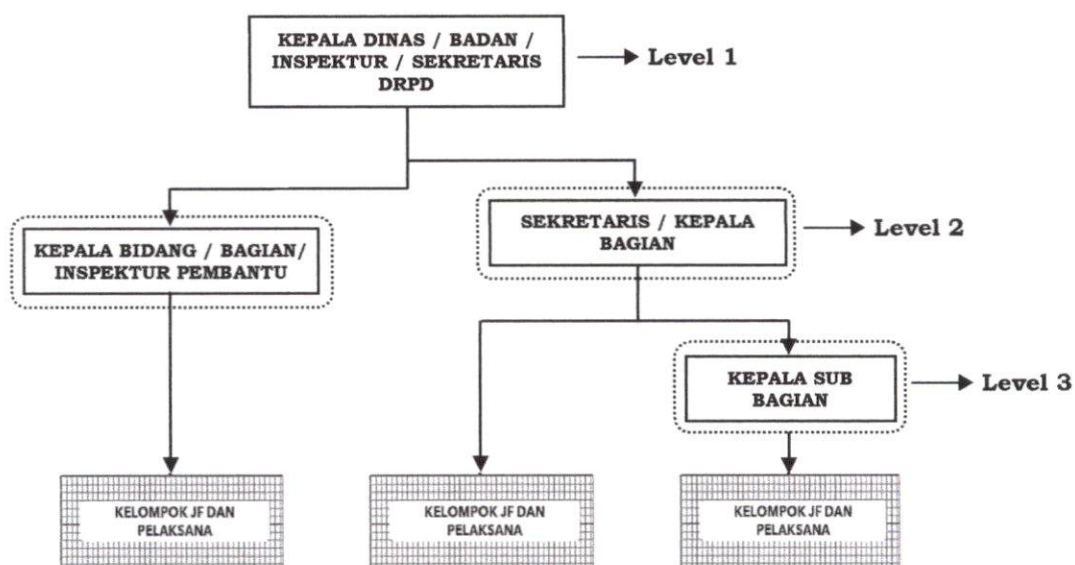 KEPALA DINAS / BADAN /
INSPEKTUR / SEKRETARIS
DRPD
Level 1
SEKRETARIS / KEPALA
BAGIAN
Level 2
KEPALA BIDANG / BAGIAN/
INSPEKTUR PEMBANTU
KEPALA SUB
BAGIAN
Level 3
KELOMPOK JF DAN
PELAKSANA
KELOMPOK JF DAN
PELAKSANA
KELOMPOK JF DAN
PELAKSANA